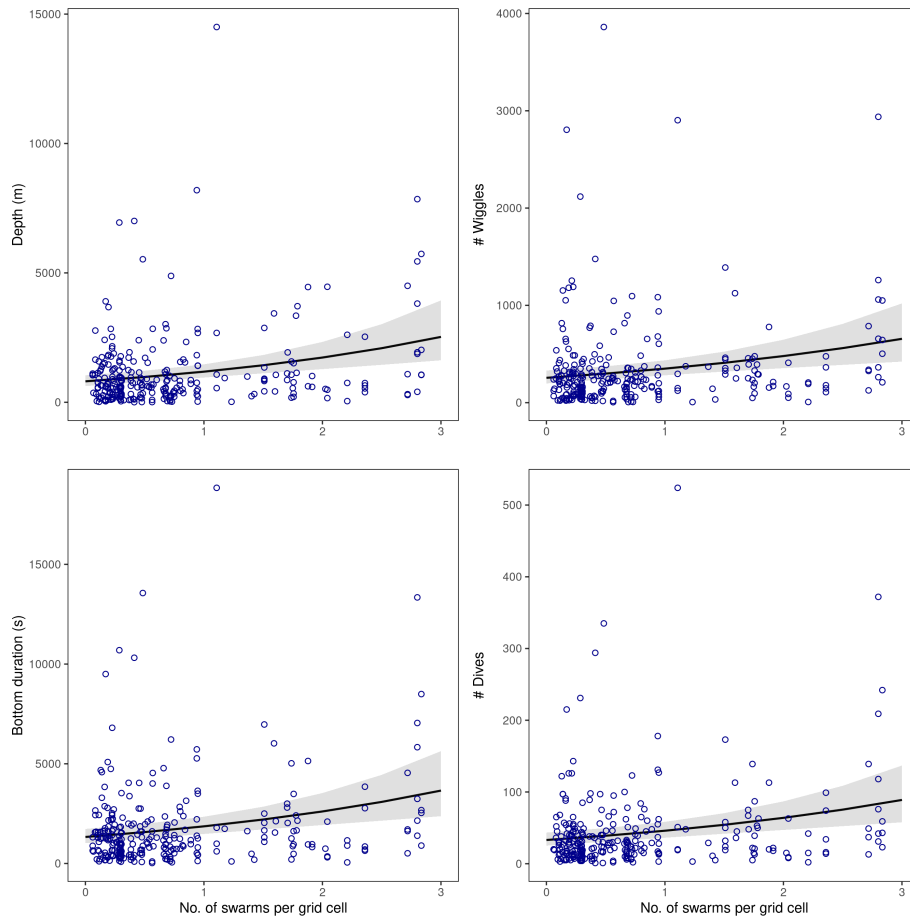 15000
10000
5000
0
Depth (m)
0 1 2 3
4000
3000
2000
1000
0
# Wiggles
0 1 2 3
15000
10000
5000
0
Bottom duration (s)
0 1 2 3
No. of swarms per grid cell
500
400
300
200
100
0
# Dives
0 1 2 3
No. of swarms per grid cell